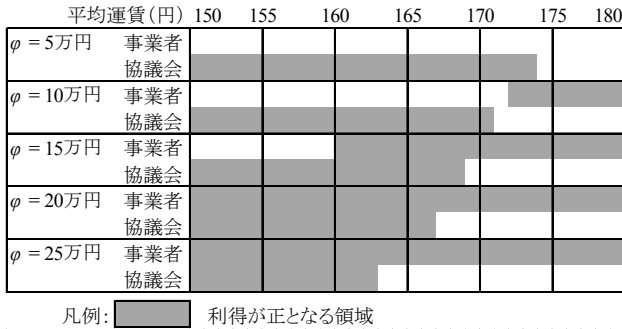 平均運賃(円) 150 155 160 165 170 175 180
φ = 5万円 事業者
協議会
φ = 10万円 事業者
協議会
φ = 15万円 事業者
協議会
φ = 20万円 事業者
協議会
φ = 25万円 事業者
協議会
凡例: 利得が正となる領域